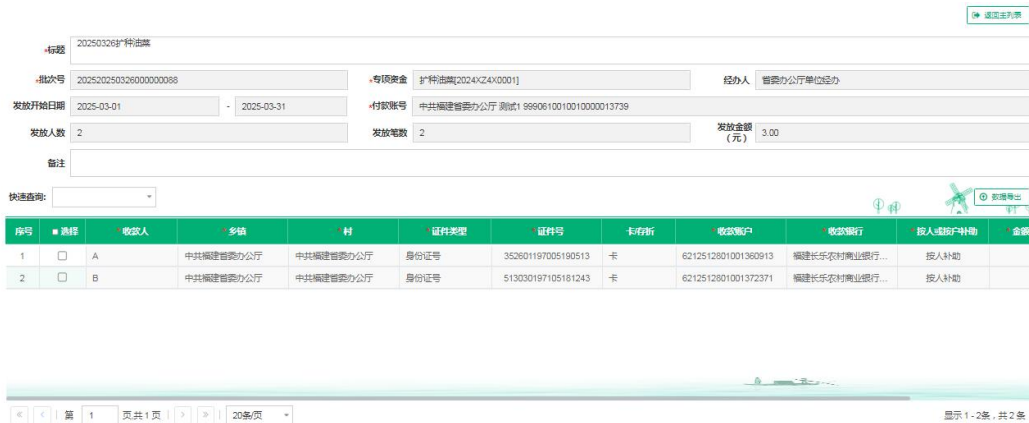 返回主列表
*标题 20250326扩种油菜
*批次号 202520250326000000088 *专项资金 扩种油菜[2024XZ4X0001] 经办人 省委办公厅单位经办
发放开始日期 2025-03-01 - 2025-03-31 *付款账号 中共福建省委办公厅 测试1 9990610010010000013739
发放人数 2 发放笔数 2 发放金额（元） 3.00
备注
快速查询: 数据导出
序号 选择 *收款人 *乡镇 *村 *证件类型 *证件号 卡/存折 *收款账户 *收款银行 *按人或按户补助 *金额
1 A 中共福建省委办公厅 中共福建省委办公厅 身份证号 352601197005190513 卡 6212512801001360913 福建长乐农村商业银行... 按人补助
2 B 中共福建省委办公厅 中共福建省委办公厅 身份证号 513030197105181243 卡 6212512801001372371 福建长乐农村商业银行... 按人补助
第 1 页,共1页 20条/页 显示 1 - 2条，共 2 条